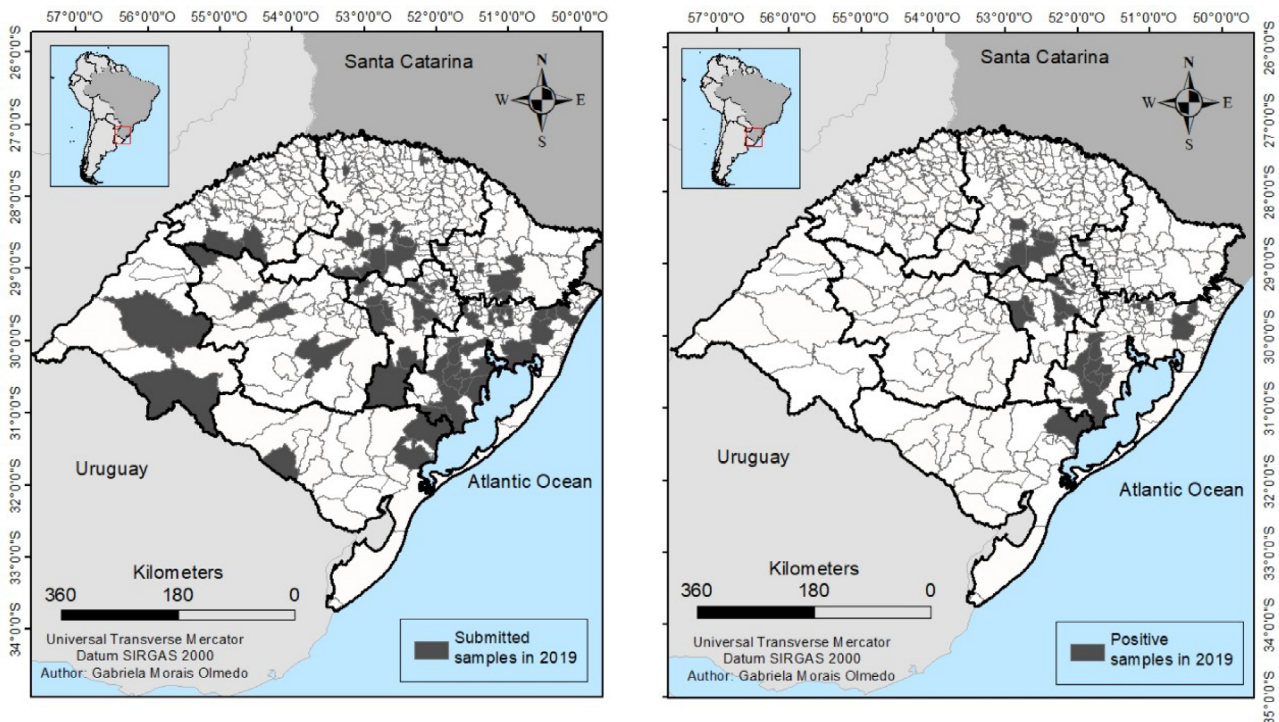 57°0'0"O 56°0'0"O 55°0'0"O 54°0'0"O 53°0'0"O 52°0'0"O 51°0'0"O 50°0'0"O
26°0'0"S
27°0'0"S
28°0'0"S
29°0'0"S
30°0'0"S
31°0'0"S
32°0'0"S
33°0'0"S
34°0'0"S
Santa Catarina
N
W E
S
Uruguay
Atlantic Ocean
Kilometers
360 180 0
Universal Transverse Mercator
Datum SIRGAS 2000
Author: Gabriela Morais Olmedo
Submitted
samples in 2019
57°0'0"O 56°0'0"O 55°0'0"O 54°0'0"O 53°0'0"O 52°0'0"O 51°0'0"O 50°0'0"O
Santa Catarina
N
W E
S
Uruguay
Atlantic Ocean
Kilometers
360 180 0
Universal Transverse Mercator
Datum SIRGAS 2000
Author: Gabriela Morais Olmedo
Positive
samples in 2019
26°0'0"S
27°0'0"S
28°0'0"S
29°0'0"S
30°0'0"S
31°0'0"S
32°0'0"S
33°0'0"S
34°0'0"S
35°0'0"S